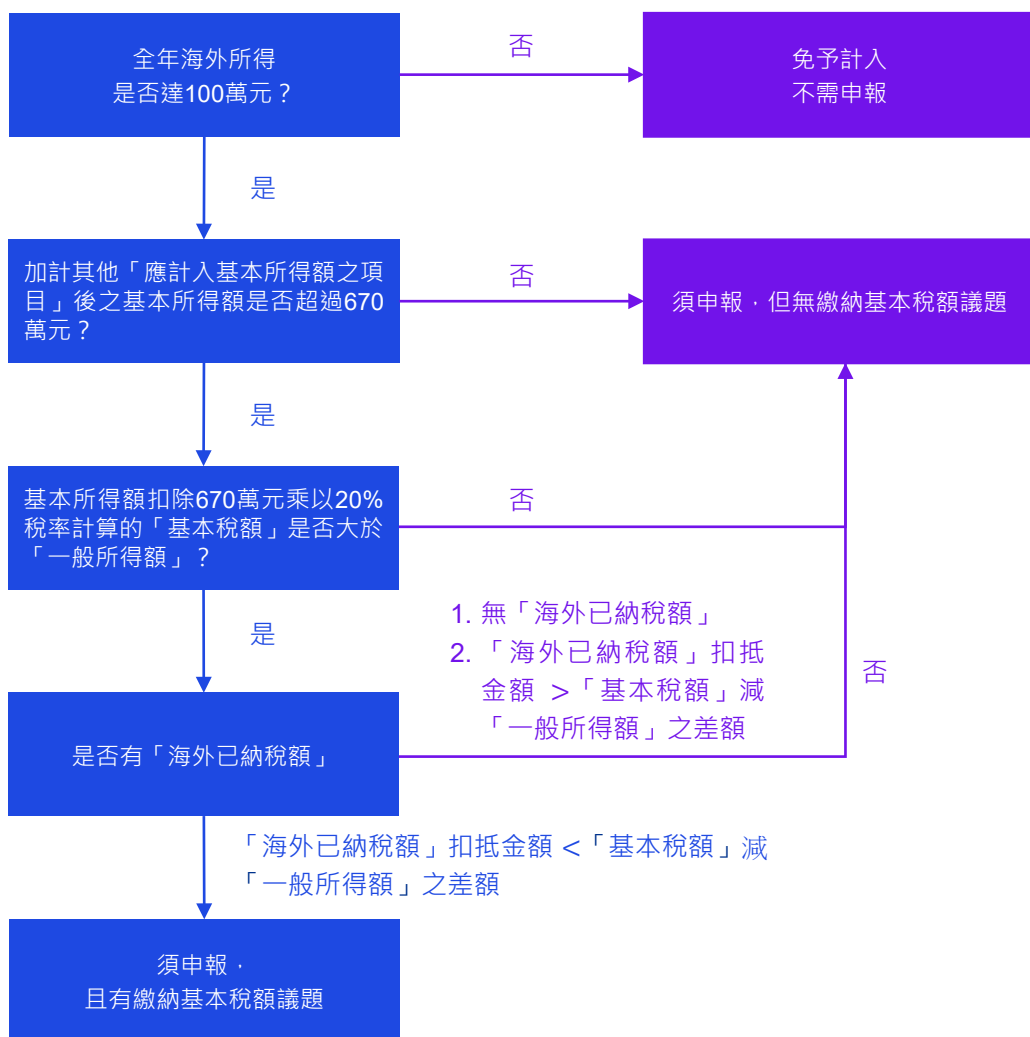 全年海外所得
是否達100萬元？
否
免予計入
不需申報
是
加計其他「應計入基本所得額之項
目」後之基本所得額是否超過670
萬元？
否
須申報，但無繳納基本稅額議題
是
基本所得額扣除670萬元乘以20%
稅率計算的「基本稅額」是否大於
「一般所得額」？
否
是
1. 無「海外已納稅額」
2. 「海外已納稅額」扣抵
金額 ＞「基本稅額」減
「一般所得額」之差額
否
是否有「海外已納稅額」
「海外已納稅額」扣抵金額＜「基本稅額」減
「一般所得額」之差額
須申報，
且有繳納基本稅額議題